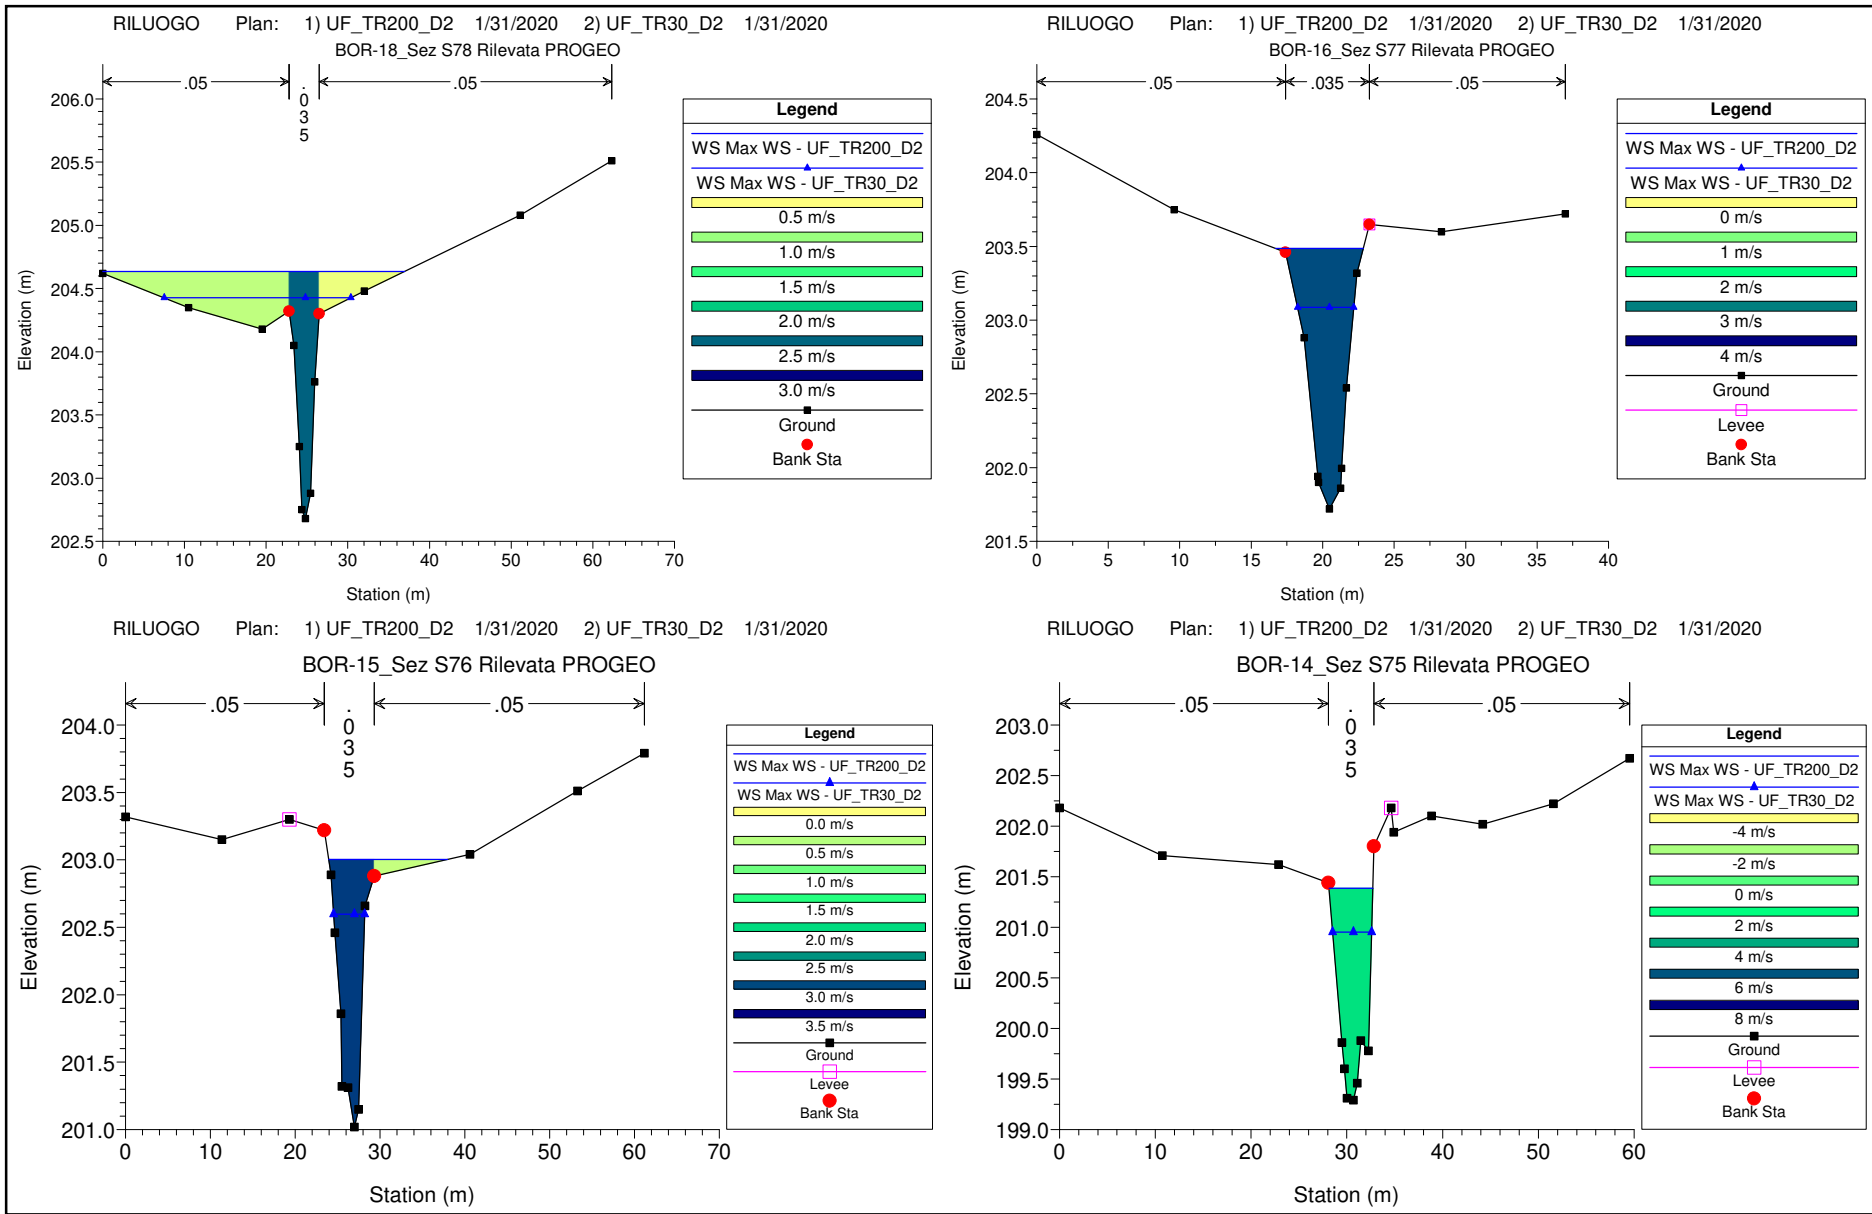 RILUOGO Plan: 1) UF_TR200_D2 1/31/2020 2) UF_TR30_D2 1/31/2020
BOR-18_Sez S78 Rilevata PROGEO
.05
.035
.05
206.0
205.5
205.0
204.5
204.0
203.5
203.0
202.5
Elevation (m)
0 10 20 30 40 50 60 70
Station (m)
Legend
WS Max WS - UF_TR200_D2
WS Max WS - UF_TR30_D2
0.5 m/s
1.0 m/s
1.5 m/s
2.0 m/s
2.5 m/s
3.0 m/s
Ground
Bank Sta
RILUOGO Plan: 1) UF_TR200_D2 1/31/2020 2) UF_TR30_D2 1/31/2020
BOR-16_Sez S77 Rilevata PROGEO
.05 .035 .05
204.5
204.0
203.5
203.0
202.5
202.0
201.5
Elevation (m)
0 5 10 15 20 25 30 35 40
Station (m)
Legend
WS Max WS - UF_TR200_D2
WS Max WS - UF_TR30_D2
0 m/s
1 m/s
2 m/s
3 m/s
4 m/s
Ground
Levee
Bank Sta
RILUOGO Plan: 1) UF_TR200_D2 1/31/2020 2) UF_TR30_D2 1/31/2020
BOR-15_Sez S76 Rilevata PROGEO
.05
.035
.05
204.0
203.5
203.0
202.5
202.0
201.5
201.0
Elevation (m)
0 10 20 30 40 50 60 70
Station (m)
Legend
WS Max WS - UF_TR200_D2
WS Max WS - UF_TR30_D2
0.0 m/s
0.5 m/s
1.0 m/s
1.5 m/s
2.0 m/s
2.5 m/s
3.0 m/s
3.5 m/s
Ground
Levee
Bank Sta
RILUOGO Plan: 1) UF_TR200_D2 1/31/2020 2) UF_TR30_D2 1/31/2020
BOR-14_Sez S75 Rilevata PROGEO
.05
.035
.05
203.0
202.5
202.0
201.5
201.0
200.5
200.0
199.5
199.0
Elevation (m)
0 10 20 30 40 50 60
Station (m)
Legend
WS Max WS - UF_TR200_D2
WS Max WS - UF_TR30_D2
-4 m/s
-2 m/s
0 m/s
2 m/s
4 m/s
6 m/s
8 m/s
Ground
Levee
Bank Sta